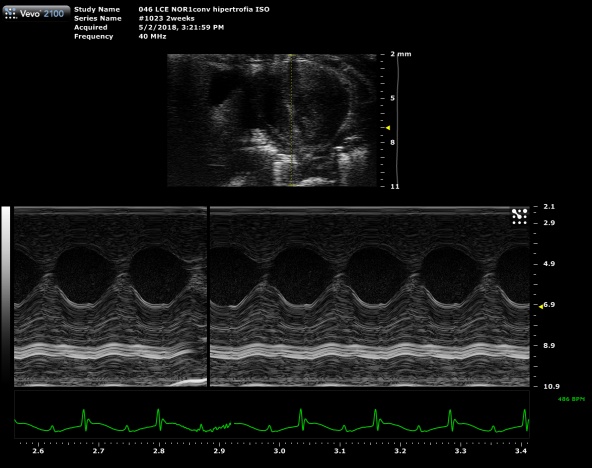 Vevo 2100
Study Name 046 LCE NOR1conv hipertrofia ISO
Series Name #1023 2weeks
Acquired 5/2/2018, 3:21:59 PM
Frequency 40 MHz
2 mm
5
8
11
2.1
2.9
4.9
6.9
8.9
10.9
486 BPM
2.6 2.7 2.8 2.9 3.0 3.1 3.2 3.3 3.4